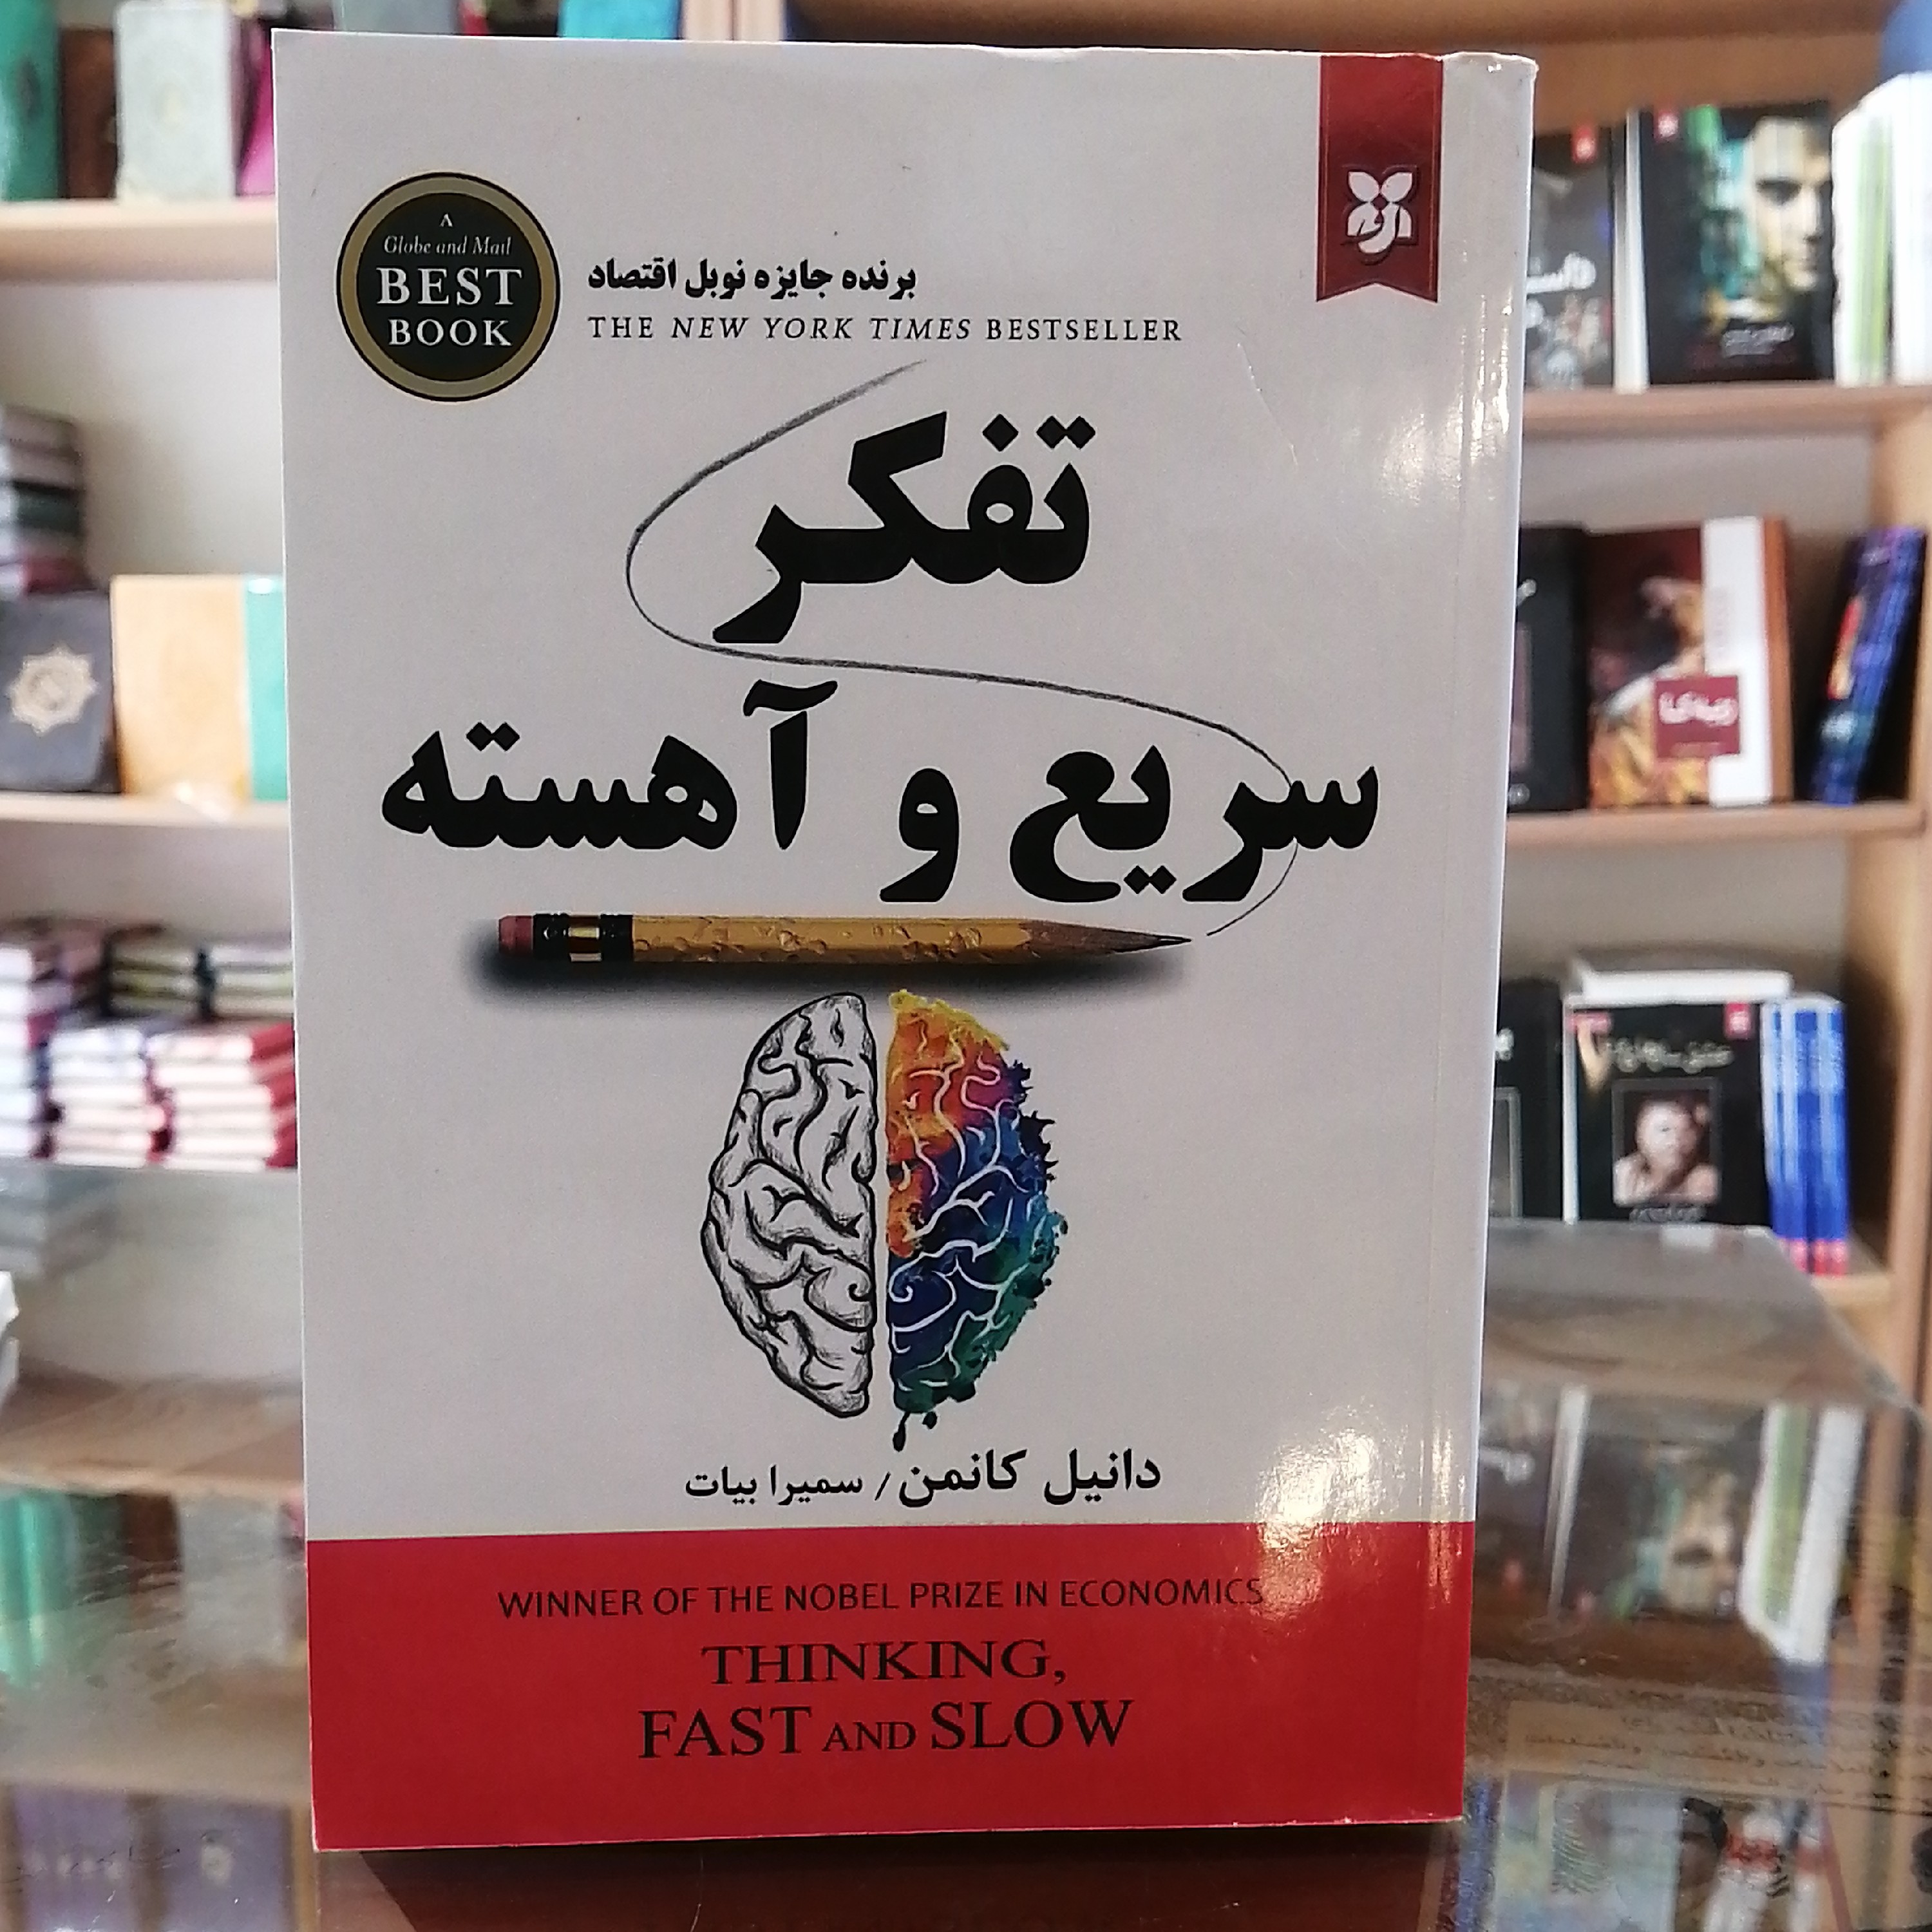 A
Globe and Mail
BEST
BOOK
برنده جایزه نوبل اقتصاد
THE NEW YORK TIMES BESTSELLER
تفکر
سریع و آهسته
دانیل کانمن / سمیرا بیات
WINNER OF THE NOBEL PRIZE IN ECONOMICS
THINKING,
FAST AND SLOW